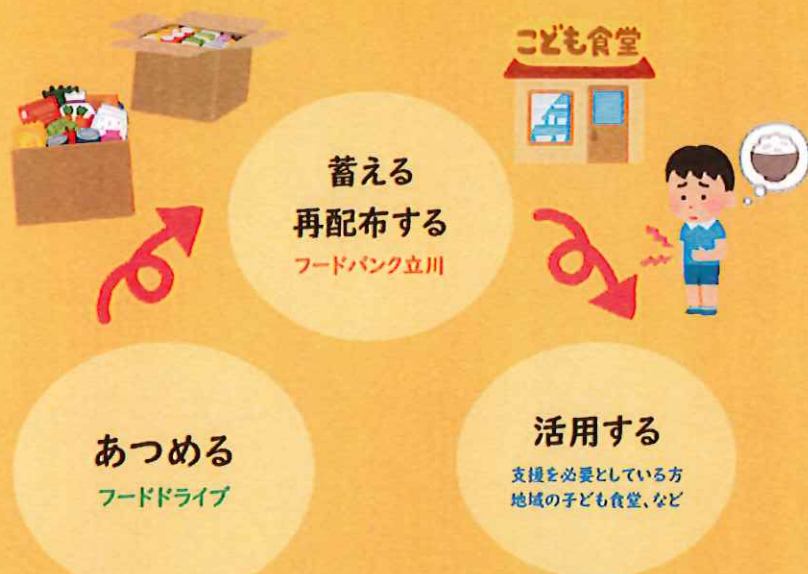 こども食堂
蓄える
再配布する
フードバンク立川
あつめる
フードドライブ
活用する
支援を必要としている方
地域の子ども食堂、など